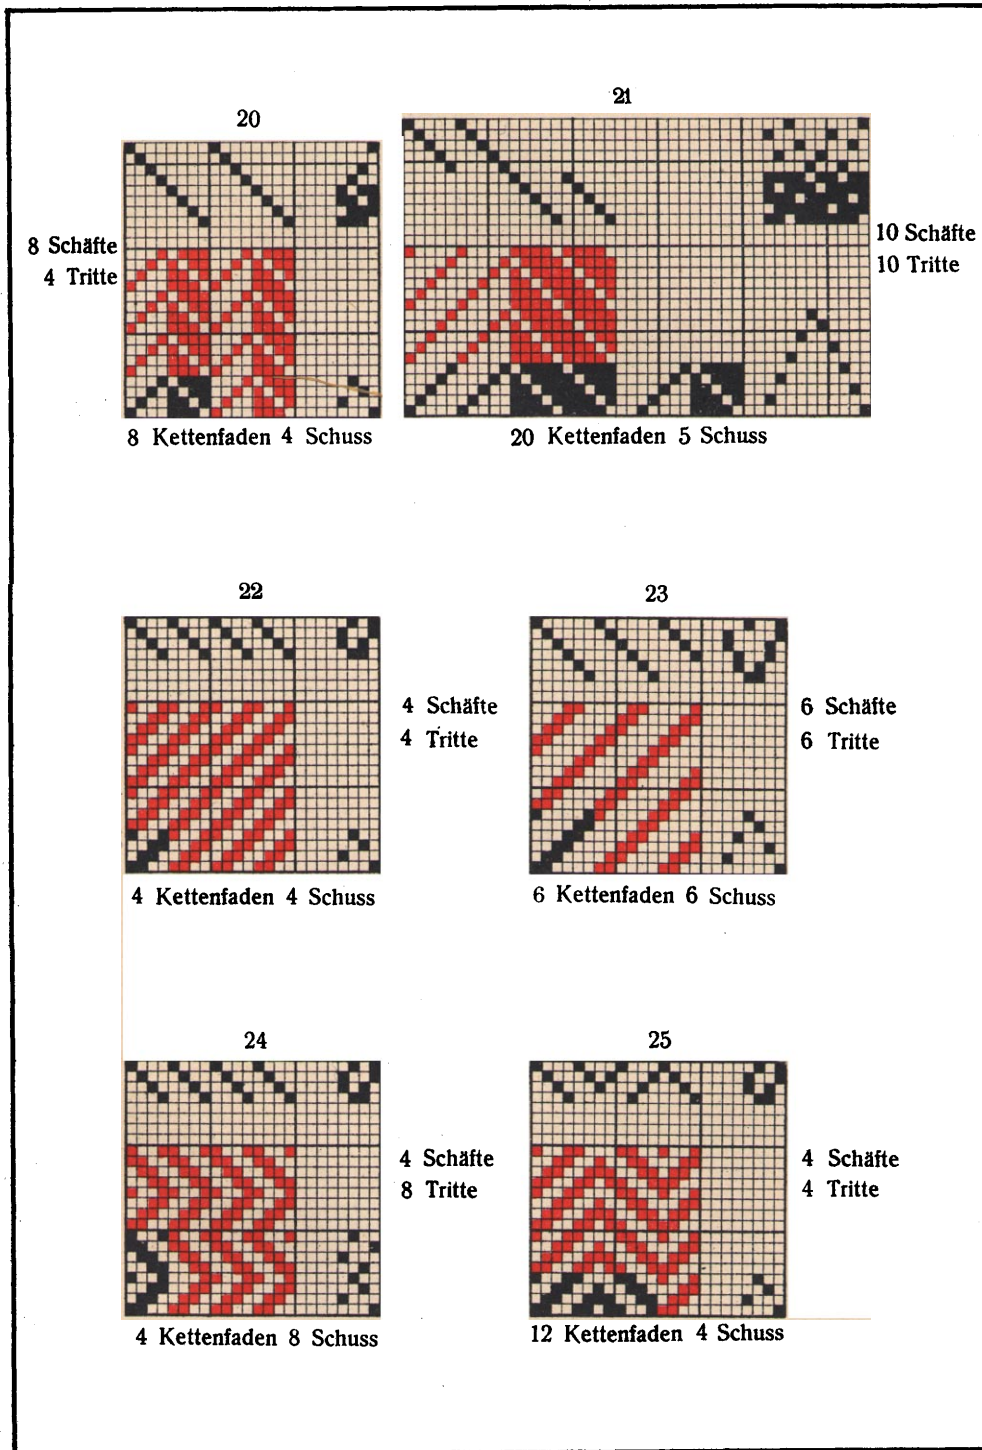 20
8 Schäfte
4 Tritte
8 Kettenfaden 4 Schuss
21
10 Schäfte
10 Tritte
20 Kettenfaden 5 Schuss
22
4 Schäfte
4 Tritte
4 Kettenfaden 4 Schuss
23
6 Schäfte
6 Tritte
6 Kettenfaden 6 Schuss
24
4 Schäfte
8 Tritte
4 Kettenfaden 8 Schuss
25
4 Schäfte
4 Tritte
12 Kettenfaden 4 Schuss